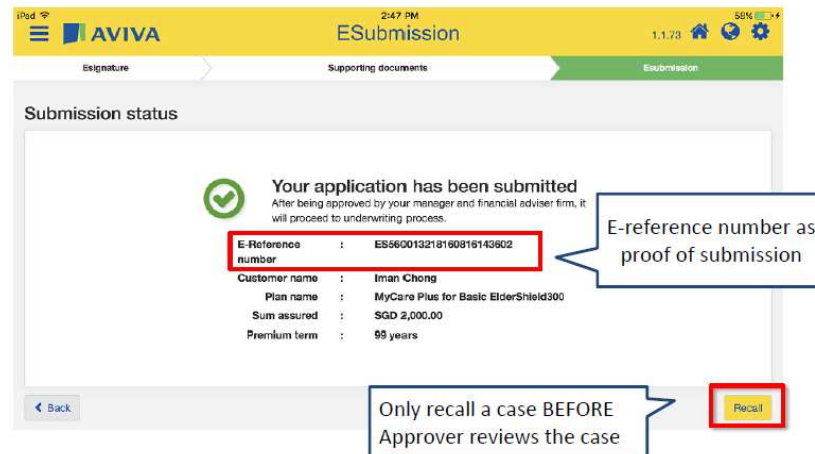 iPad 2:47 PM 58%
AVIVA ESubmission 1.1.73
Esignature Supporting documents Esubmission
Submission status
Your application has been submitted
After being approved by your manager and financial adviser firm, it
will proceed to underwriting process.
E-Reference number : ES560013218160816143602
Customer name : Iman Chong
Plan name : MyCare Plus for Basic ElderShield300
Sum assured : SGD 2,000.00
Premium term : 99 years
E-reference number as
proof of submission
Back
Recall
Only recall a case BEFORE
Approver reviews the case